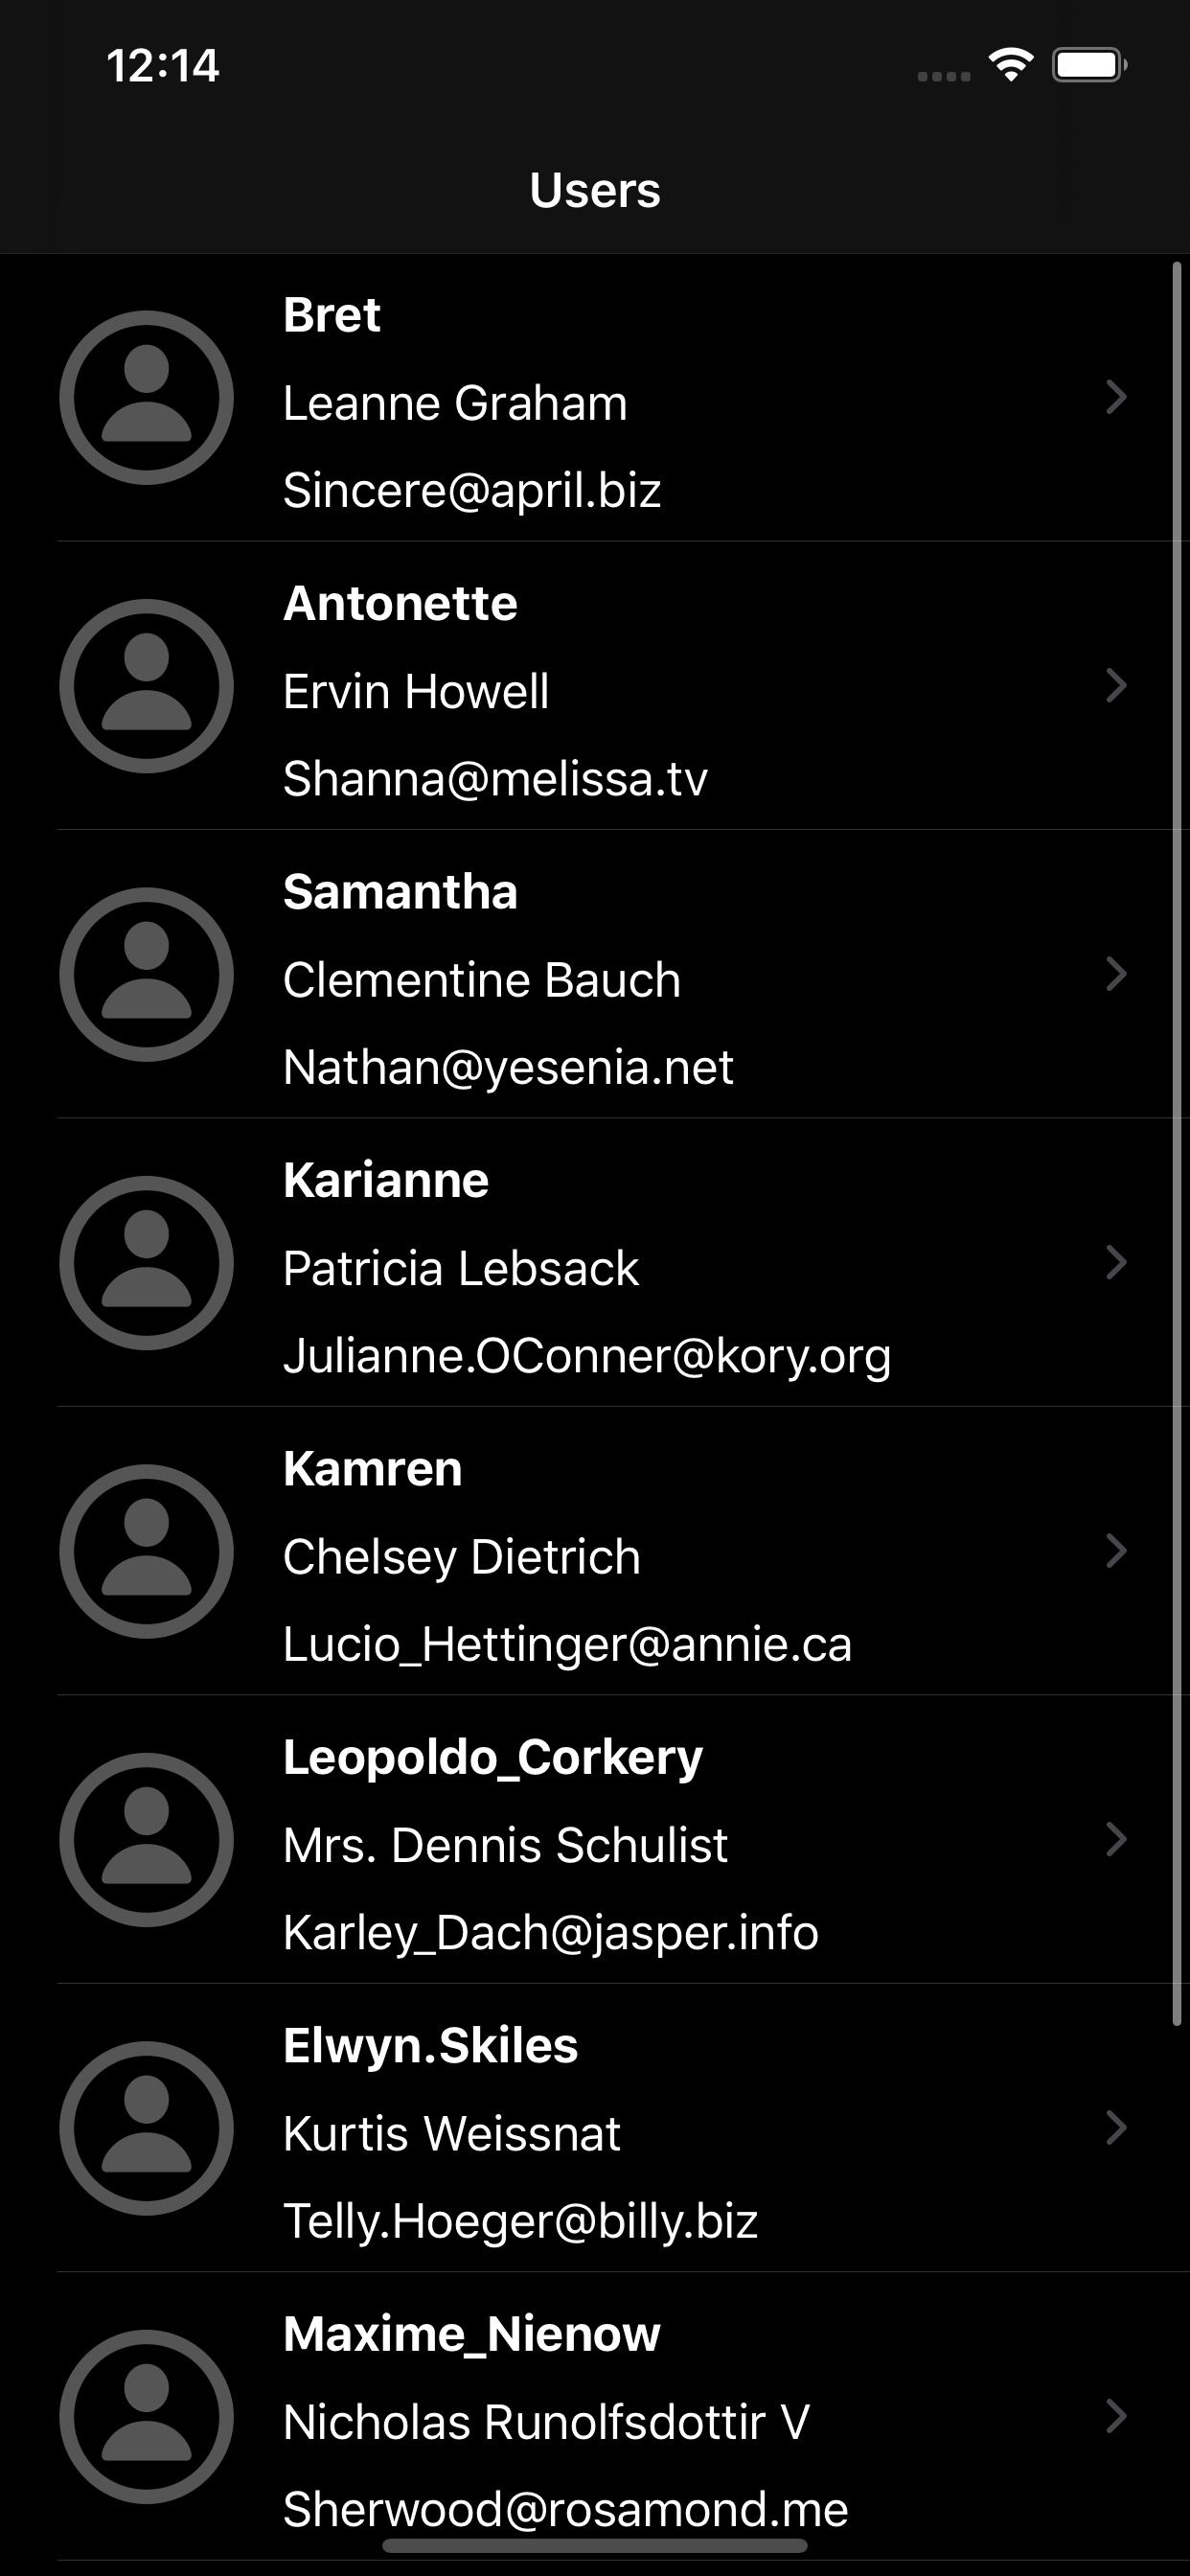 12:14
Users
Bret
Leanne Graham
Sincere@april.biz
Antonette
Ervin Howell
Shanna@melissa.tv
Samantha
Clementine Bauch
Nathan@yesenia.net
Karianne
Patricia Lebsack
Julianne.OConner@kory.org
Kamren
Chelsey Dietrich
Lucio_Hettinger@annie.ca
Leopoldo_Corkery
Mrs. Dennis Schulist
Karley_Dach@jasper.info
Elwyn.Skiles
Kurtis Weissnat
Telly.Hoeger@billy.biz
Maxime_Nienow
Nicholas Runolfsdottir V
Sherwood@rosamond.me